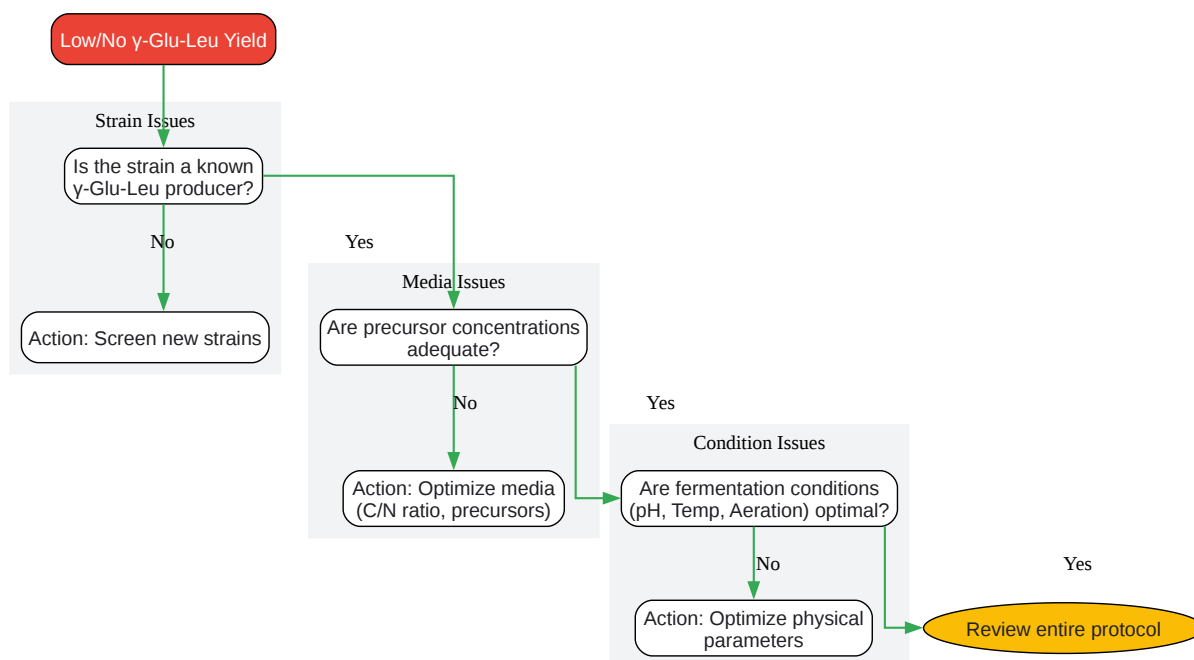 Low/No γ-Glu-Leu Yield
Strain Issues
Is the strain a known
γ-Glu-Leu producer?
No
Yes
Action: Screen new strains
Media Issues
Are precursor concentrations
adequate?
No
Yes
Action: Optimize media
(C/N ratio, precursors)
Condition Issues
Are fermentation conditions
(pH, Temp, Aeration) optimal?
No
Yes
Action: Optimize physical
parameters
Review entire protocol